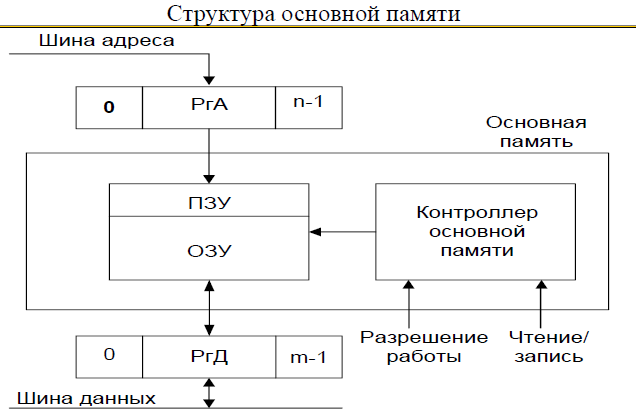 Структура основной памяти
Шина адреса
0 РгА n-1
Основная
память
ПЗУ
ОЗУ
Контроллер
основной
памяти
Разрешение
работы
Чтение/
запись
0 РгД m-1
Шина данных